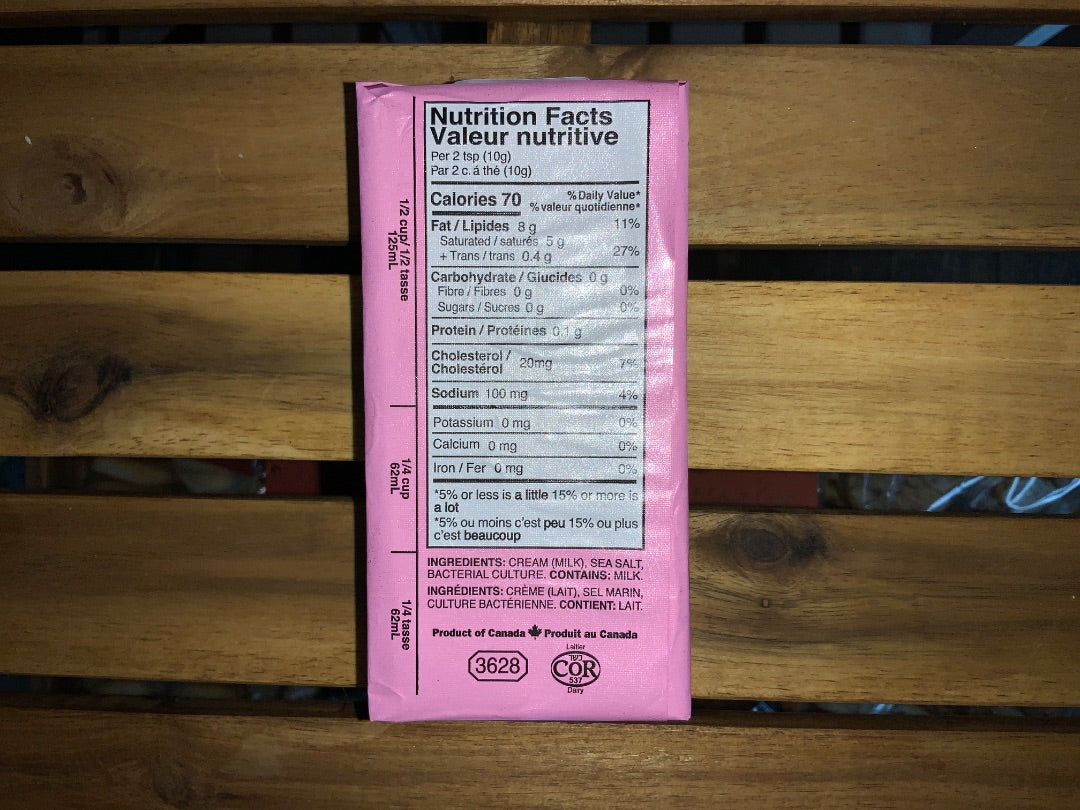 Nutrition Facts
Valeur nutritive
Per 2 tsp (10g)
Par 2 c. á thé (10g)
Calories 70
% Daily Value*
% valeur quotidienne*
Fat / Lipides 8 g 11%
Saturated / saturés 5 g
+ Trans / trans 0.4 g 27%
Carbohydrate / Glucides 0 g
Fibre / Fibres 0 g 0%
Sugars / Sucres 0 g 0%
Protein / Protéines 0.1 g
Cholesterol /
Cholestérol 20mg 7%
Sodium 100 mg 4%
Potassium 0 mg 0%
Calcium 0 mg 0%
Iron / Fer 0 mg 0%
*5% or less is a little 15% or more is
a lot
*5% ou moins c'est peu 15% ou plus
c'est beaucoup
INGREDIENTS: CREAM (MILK), SEA SALT,
BACTERIAL CULTURE. CONTAINS: MILK.
INGRÉDIENTS: CRÈME (LAIT), SEL MARIN,
CULTURE BACTÉRIENNE. CONTIENT: LAIT.
Product of Canada Produit au Canada
3628
Laitier
COR
537
Dairy
1/2 cup/ 1/2 tasse
125mL
1/4 cup
62mL
1/4 tasse
62mL